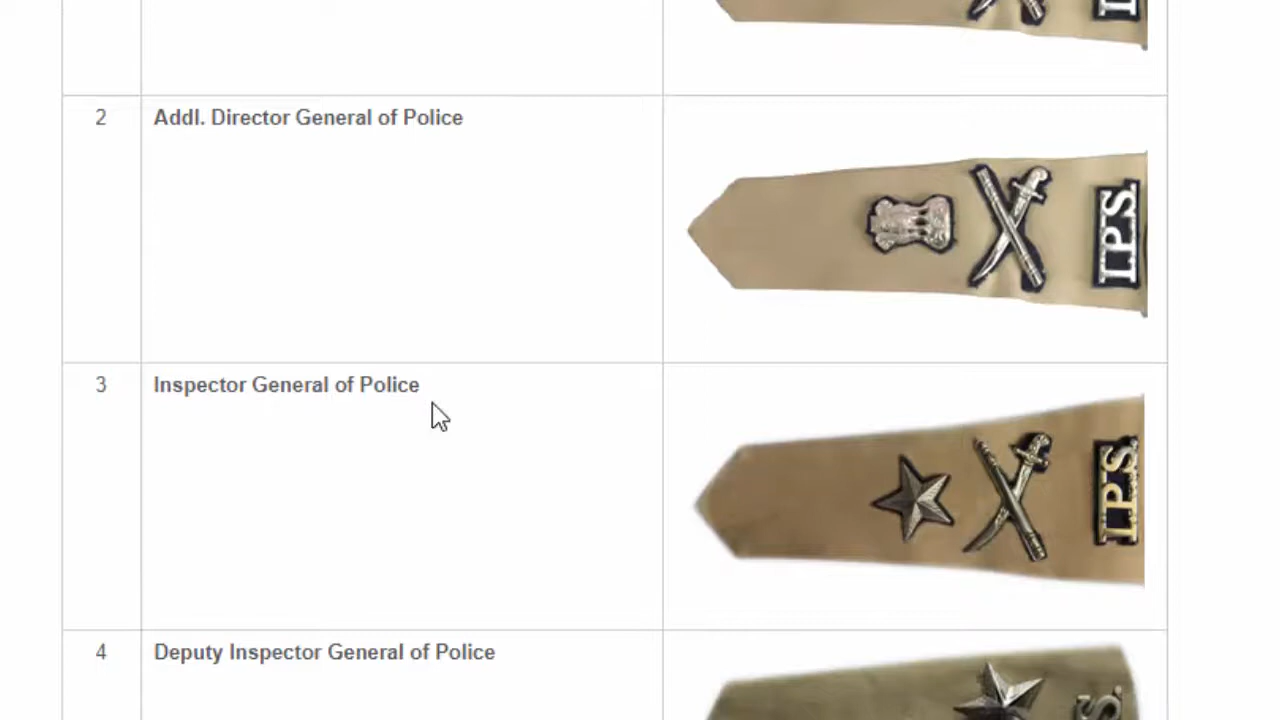 2 Addl. Director General of Police
I.P.S.
3 Inspector General of Police
I.P.S.
4 Deputy Inspector General of Police